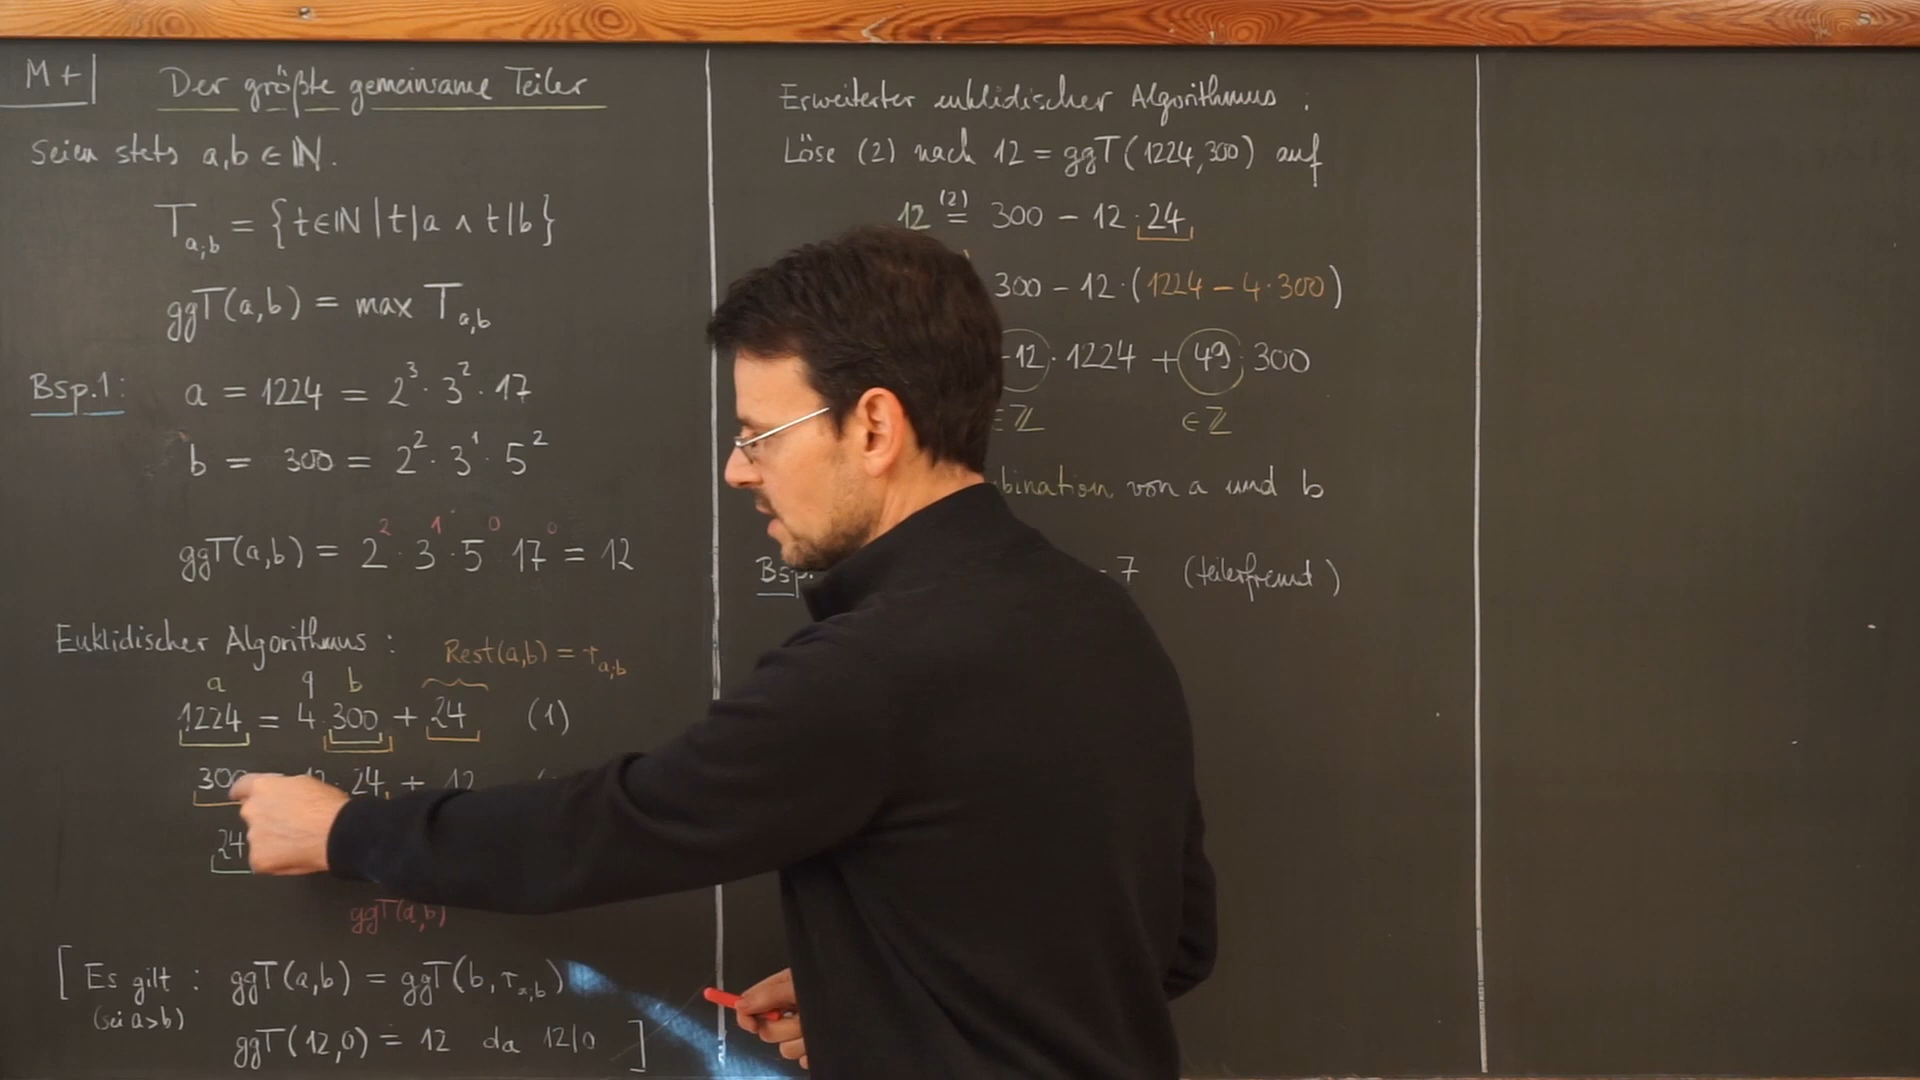 M+
Der größte gemeinsame Teiler
Seien stets a,b ∈ ℕ.
T_{a;b} = {t∈ℕ | t|a ∧ t|b}
ggT(a,b) = max T_{a,b}
Bsp.1: a = 1224 = 2³ · 3² · 17
b = 300 = 2² · 3¹ · 5²
ggT(a,b) = 2² · 3¹ · 5⁰ 17⁰ = 12
Euklidischer Algorithmus :
Rest(a,b) = r_{a;b}
a q b
1224 = 4·300 + 24 (1)
300 · 24 + 12
24
ggT(a,b)
[ Es gilt : ggT(a,b) = ggT(b, r_{a;b})
(sei a>b)
ggT(12,0) = 12 da 12|0 ]
Erweiterter euklidischer Algorithmus :
Löse (2) nach 12 = ggT(1224,300) auf
12 =^{(2)} 300 − 12·24
300 − 12·(1224 − 4·300)
−12 · 1224 + 49 · 300
∈ℤ ∈ℤ
von a und b
7 (teilerfremd)